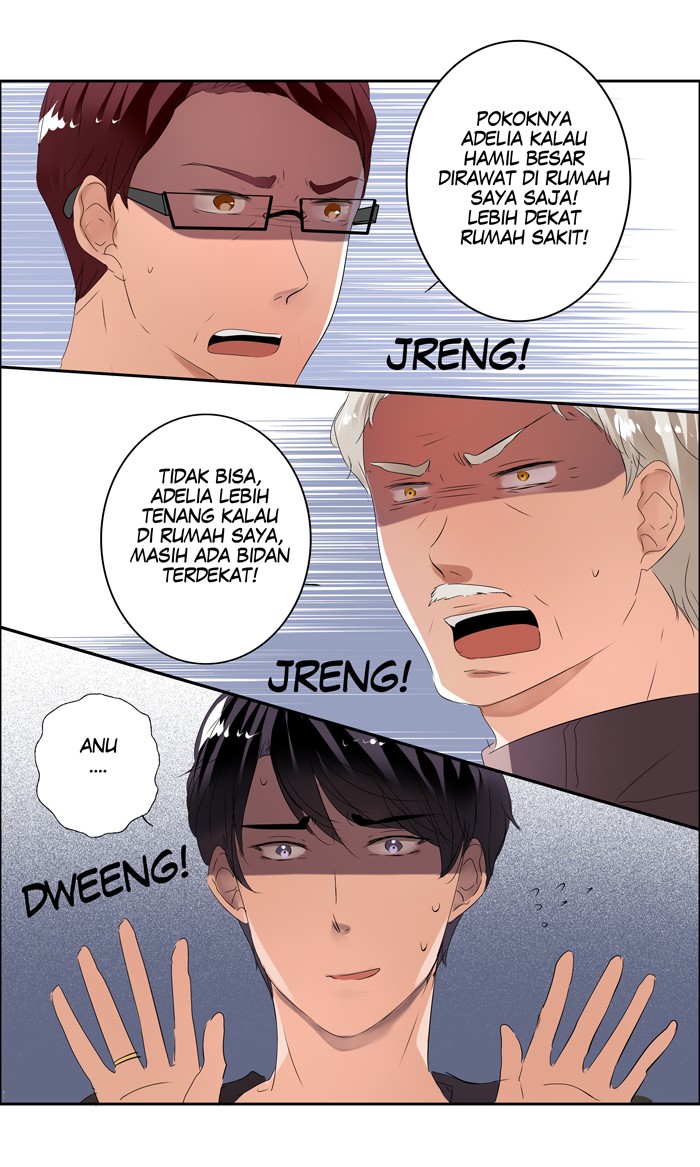 POKOKNYA
ADELIA KALAU
HAMIL BESAR
DIRAWAT DI RUMAH
SAYA SAJA!
LEBIH DEKAT
RUMAH SAKIT!
JRENG!
TIDAK BISA,
ADELIA LEBIH
TENANG KALAU
DI RUMAH SAYA,
MASIH ADA BIDAN
TERDEKAT!
JRENG!
ANU
....
DWEENG!